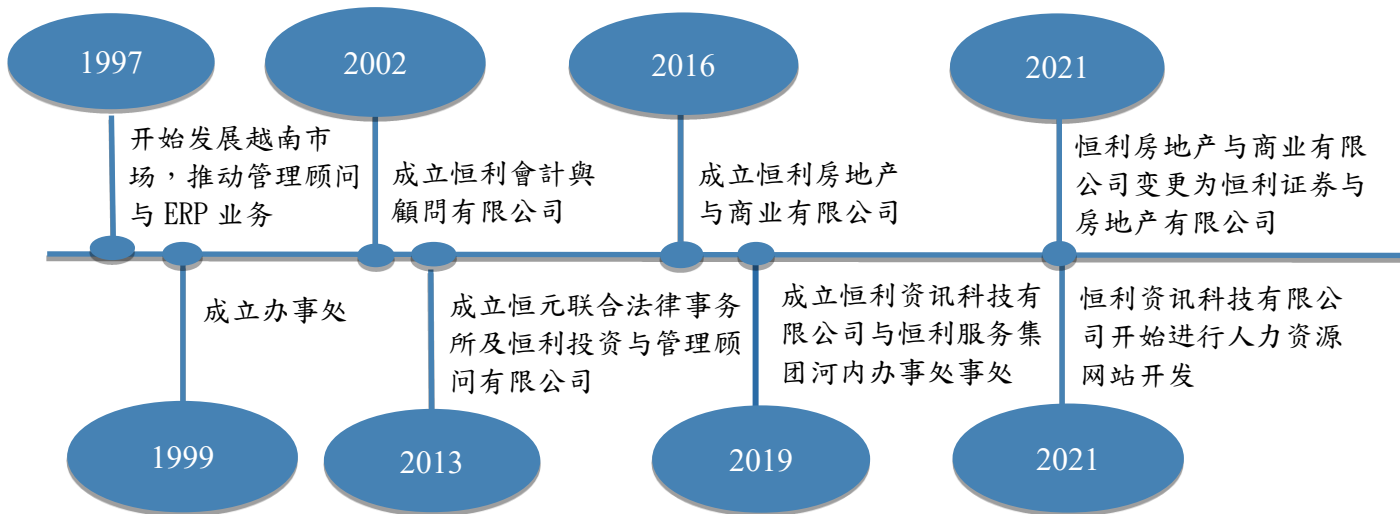 1997
开始发展越南市
场，推动管理顾问
与 ERP 业务
1999
成立办事处
2002
成立恒利會計與
顧問有限公司
2013
成立恒元联合法律事务
所及恒利投资与管理顾
问有限公司
2016
成立恒利房地产
与商业有限公司
2019
成立恒利资讯科技有
限公司与恒利服务集
团河内办事处事处
2021
恒利房地产与商业有限
公司变更为恒利证券与
房地产有限公司
2021
恒利资讯科技有限公
司开始进行人力资源
网站开发